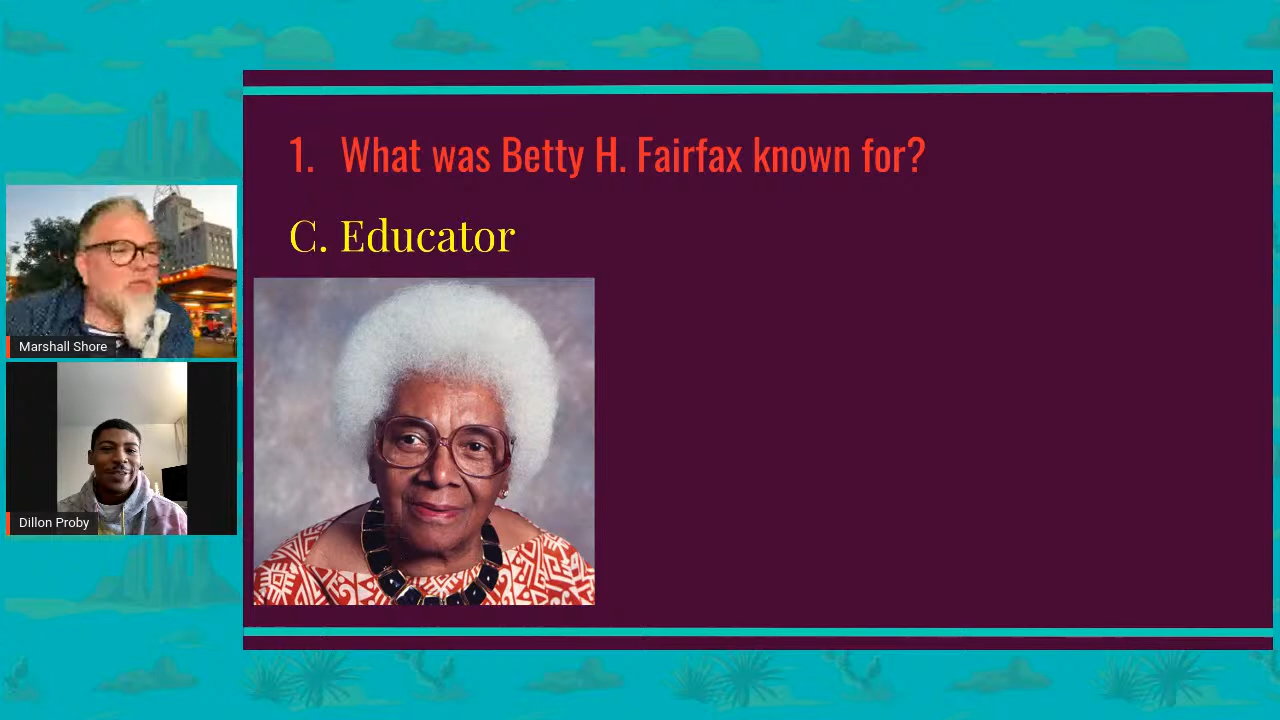 1. What was Betty H. Fairfax known for?
C. Educator
Marshall Shore
Dillon Proby